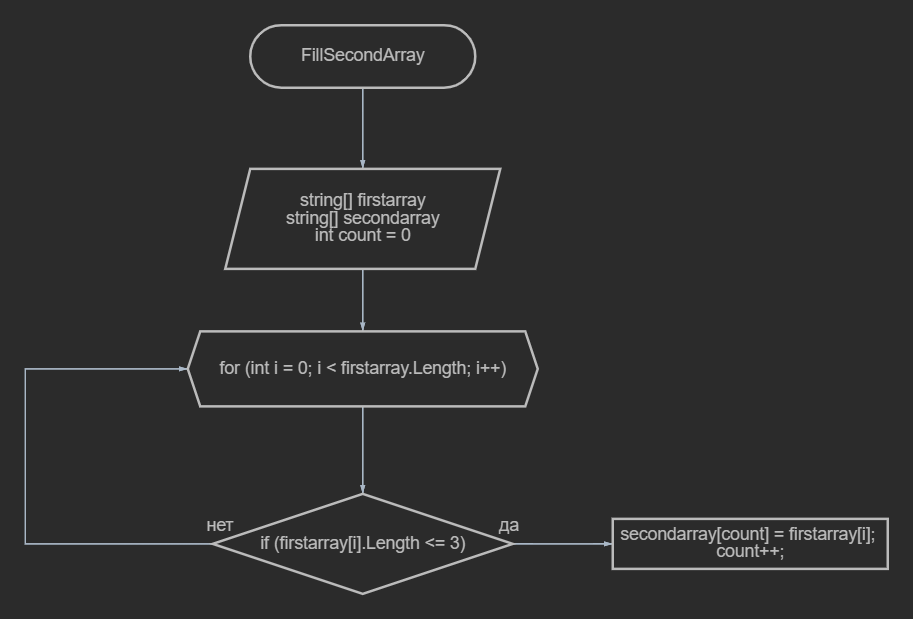 FillSecondArray
string[] firstarray
string[] secondarray
int count = 0
for (int i = 0; i < firstarray.Length; i++)
нет
да
if (firstarray[i].Length <= 3)
secondarray[count] = firstarray[i];
count++;